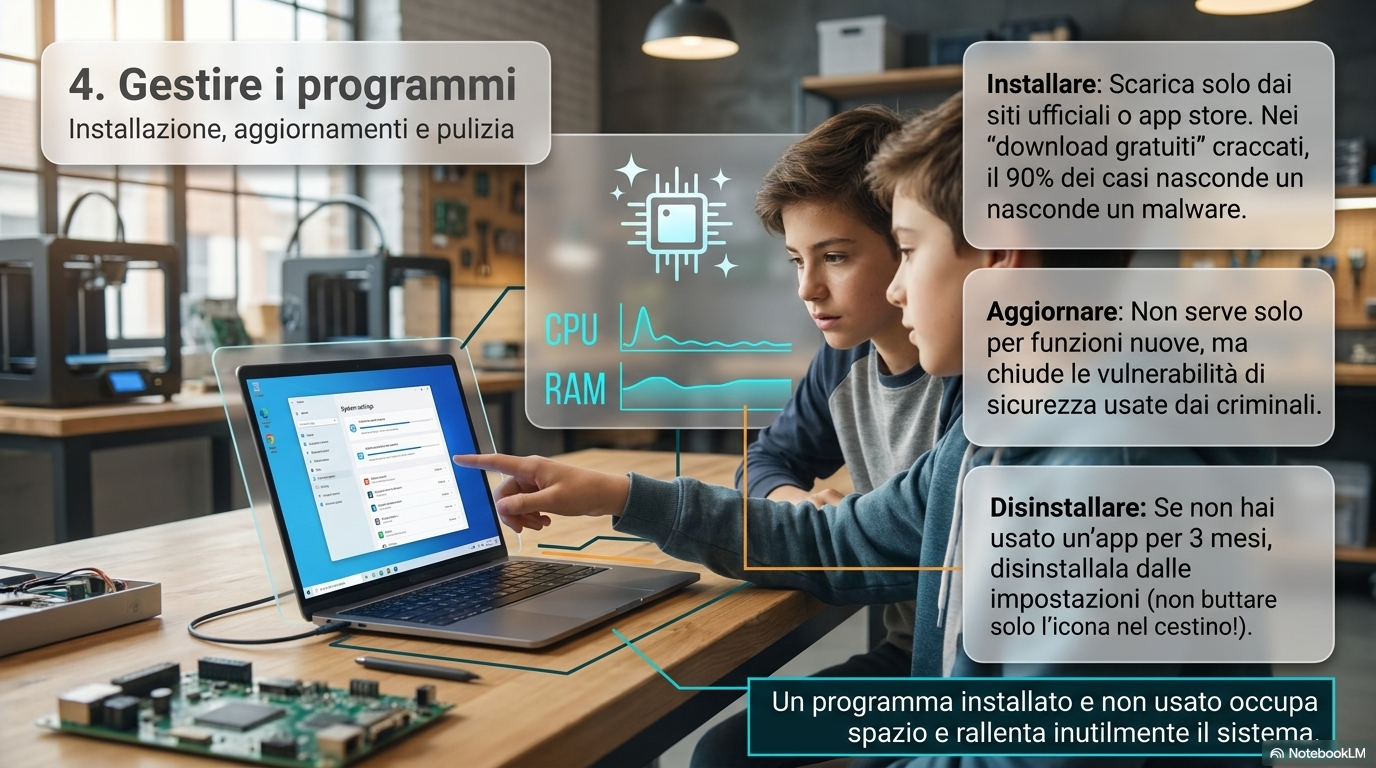 4. Gestire i programmi
Installazione, aggiornamenti e pulizia
CPU
RAM
System settings
Installare: Scarica solo dai
siti ufficiali o app store. Nei
“download gratuiti” craccati,
il 90% dei casi nasconde un
nasconde un malware.
Aggiornare: Non serve solo
per funzioni nuove, ma
chiude le vulnerabilità di
sicurezza usate dai criminali.
Disinstallare: Se non hai
usato un’app per 3 mesi,
disinstallala dalle
impostazioni (non buttare
solo l’icona nel cestino!).
Un programma installato e non usato occupa
spazio e rallenta inutilmente il sistema.
NotebookLM